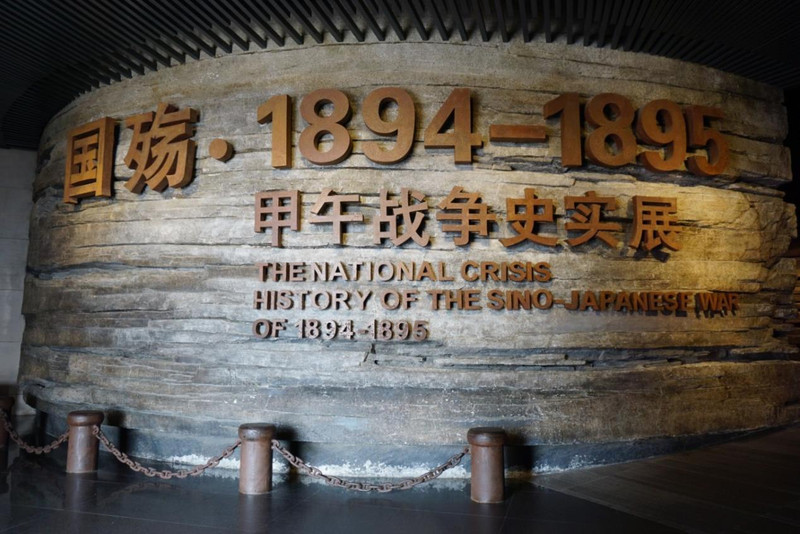 国殇·1894-1895
甲午战争史实展
THE NATIONAL CRISIS
HISTORY OF THE SINO-JAPANESE WAR
OF 1894-1895